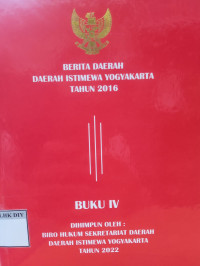 BERITA DAERAH
DAERAH ISTIMEWA YOGYAKARTA
TAHUN 2016
BUKU IV
DIHIMPUN OLEH :
BIRO HUKUM SEKRETARIAT DAERAH
DAERAH ISTIMEWA YOGYAKARTA
TAHUN 2022